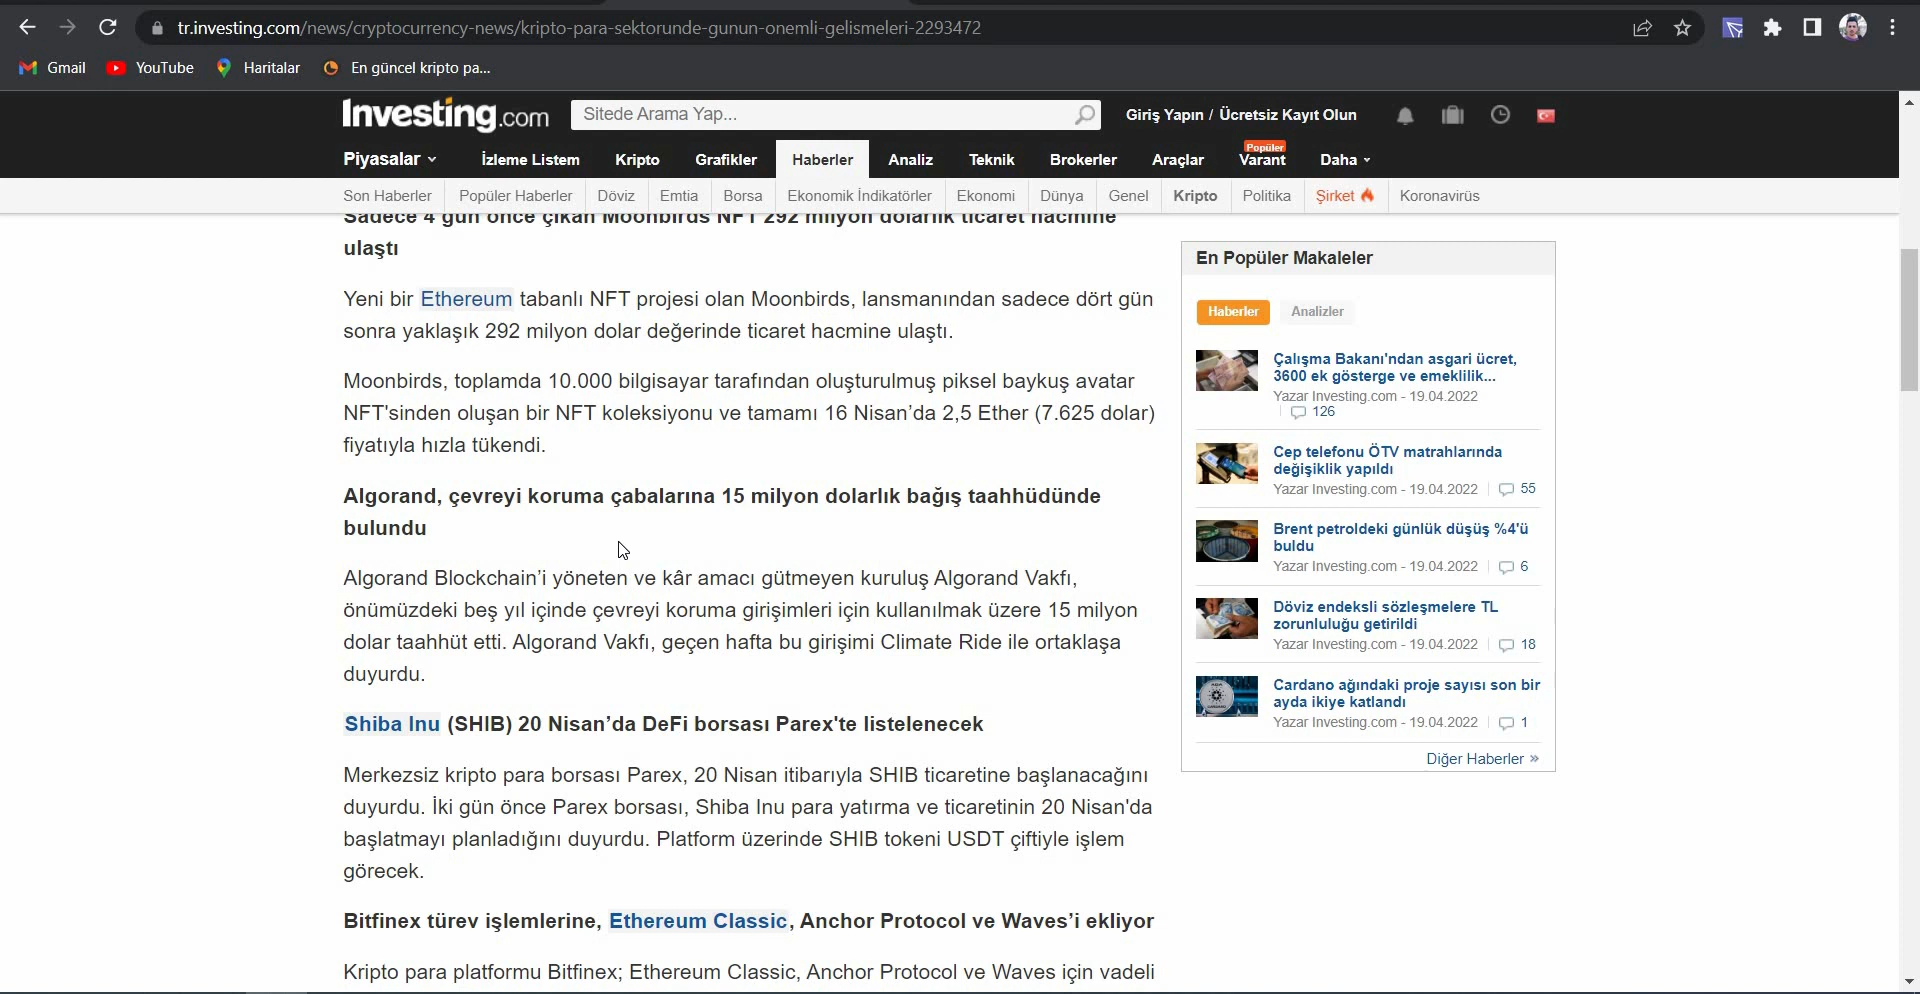 tr.investing.com/news/cryptocurrency-news/kripto-para-sektorunde-gunun-onemli-gelismeleri-2293472
Gmail YouTube Haritalar En güncel kripto pa...
Investing.com Sitede Arama Yap... Giriş Yapın / Ücretsiz Kayıt Olun
Popüler
Piyasalar İzleme Listem Kripto Grafikler Haberler Analiz Teknik Brokerler Araçlar Varant Daha
Son Haberler Popüler Haberler Döviz Emtia Borsa Ekonomik İndikatörler Ekonomi Dünya Genel Kripto Politika Şirket Koronavirüs
Sadece 4 gün önce çıkan Moonbirds NFT 292 milyon dolarlık ticaret hacmine
ulaştı
Yeni bir Ethereum tabanlı NFT projesi olan Moonbirds, lansmanından sadece dört gün
sonra yaklaşık 292 milyon dolar değerinde ticaret hacmine ulaştı.
Moonbirds, toplamda 10.000 bilgisayar tarafından oluşturulmuş piksel baykuş avatar
NFT'sinden oluşan bir NFT koleksiyonu ve tamamı 16 Nisan’da 2,5 Ether (7.625 dolar)
fiyatıyla hızla tükendi.
Algorand, çevreyi koruma çabalarına 15 milyon dolarlık bağış taahhüdünde
bulundu
Algorand Blockchain’i yöneten ve kâr amacı gütmeyen kuruluş Algorand Vakfı,
önümüzdeki beş yıl içinde çevreyi koruma girişimleri için kullanılmak üzere 15 milyon
dolar taahhüt etti. Algorand Vakfı, geçen hafta bu girişimi Climate Ride ile ortaklaşa
duyurdu.
Shiba Inu (SHIB) 20 Nisan’da DeFi borsası Parex'te listelenecek
Merkezsiz kripto para borsası Parex, 20 Nisan itibarıyla SHIB ticaretine başlanacağını
duyurdu. İki gün önce Parex borsası, Shiba Inu para yatırma ve ticaretinin 20 Nisan'da
başlatmayı planladığını duyurdu. Platform üzerinde SHIB tokeni USDT çiftiyle işlem
görecek.
Bitfinex türev işlemlerine, Ethereum Classic, Anchor Protocol ve Waves’i ekliyor
Kripto para platformu Bitfinex; Ethereum Classic, Anchor Protocol ve Waves için vadeli
En Popüler Makaleler
Haberler Analizler
Çalışma Bakanı'ndan asgari ücret,
3600 ek gösterge ve emeklilik...
Yazar Investing.com - 19.04.2022
126
Cep telefonu ÖTV matrahlarında
değişiklik yapıldı
Yazar Investing.com - 19.04.2022 55
Brent petroldeki günlük düşüş %4'ü
buldu
Yazar Investing.com - 19.04.2022 6
Döviz endeksli sözleşmelere TL
zorunluluğu getirildi
Yazar Investing.com - 19.04.2022 18
Cardano ağındaki proje sayısı son bir
ayda ikiye katlandı
Yazar Investing.com - 19.04.2022 1
Diğer Haberler »